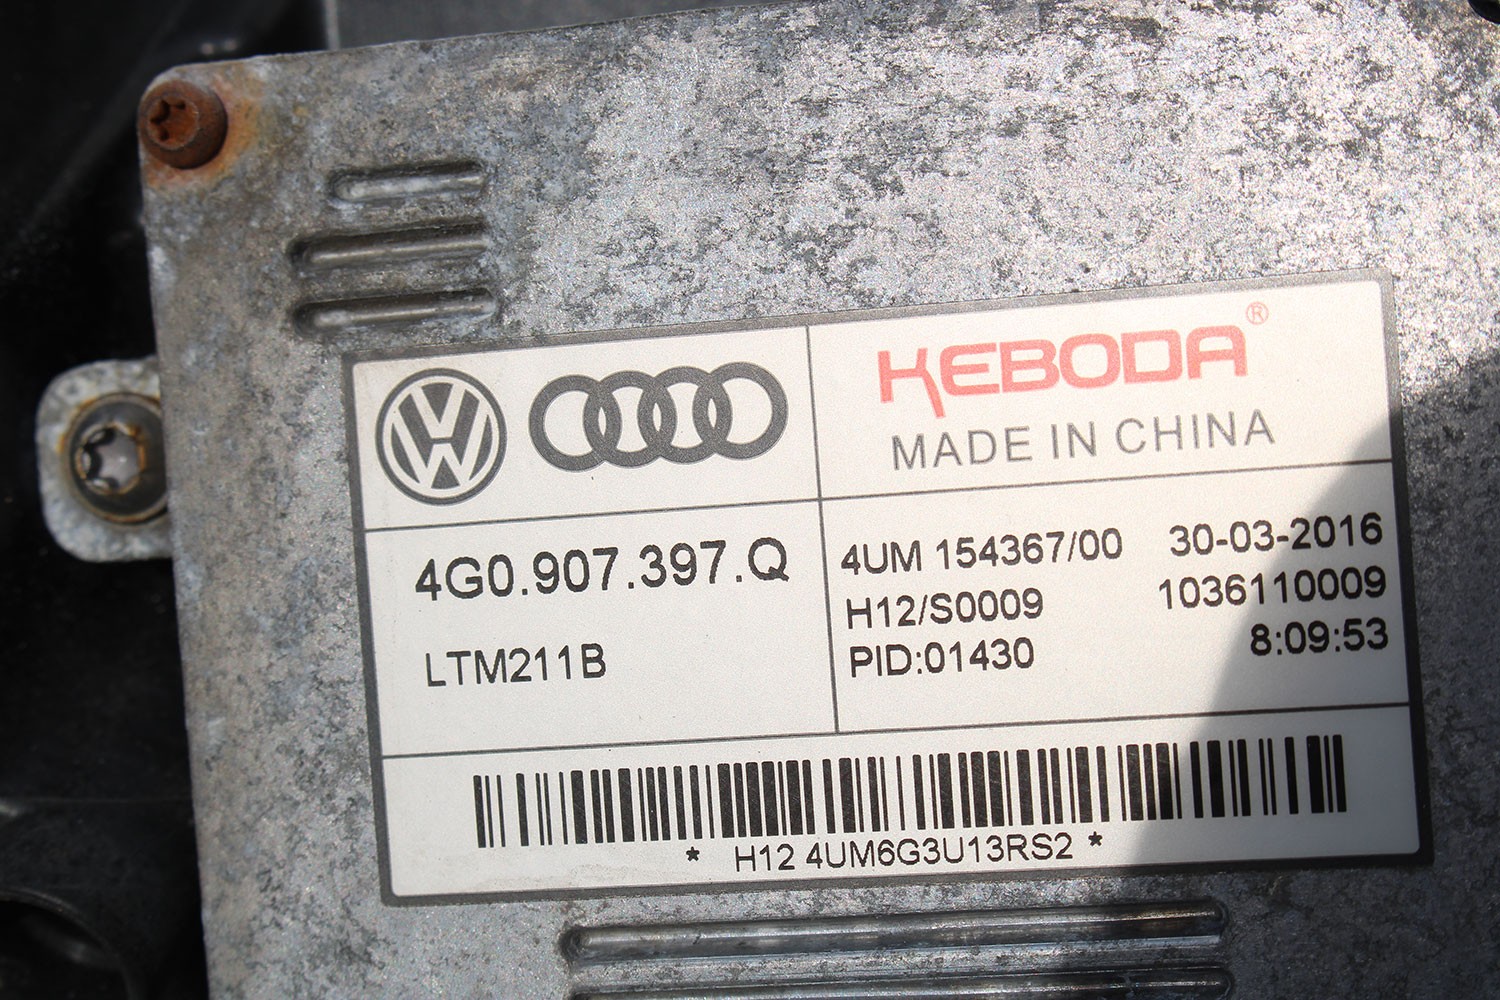 KEBODA®
MADE IN CHINA
4G0.907.397.Q
LTM211B
4UM 154367/00 30-03-2016
H12/S0009 1036110009
PID:01430 8:09:53
* H12 4UM6G3U13RS2 *